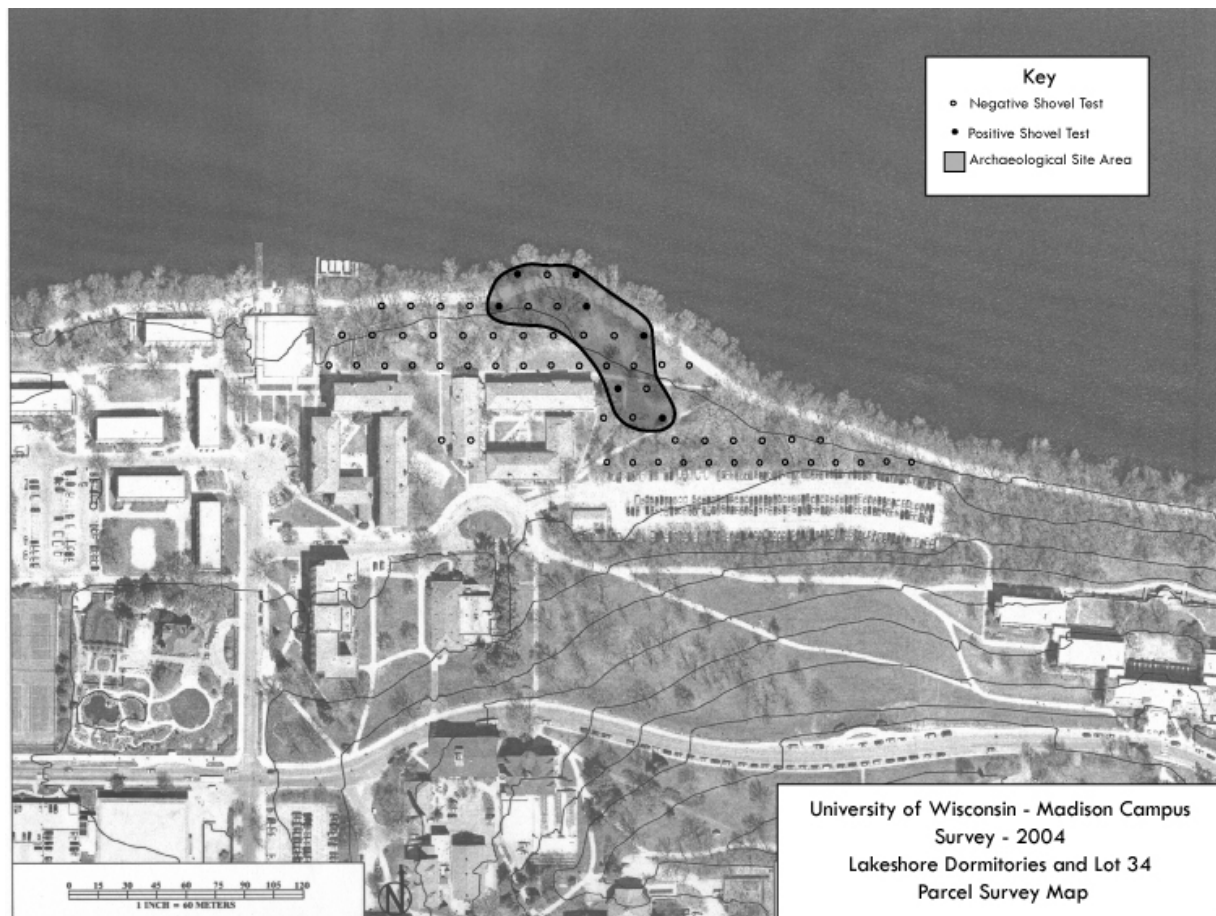 Key
Negative Shovel Test
Positive Shovel Test
Archaeological Site Area
0 15 30 45 60 75 90 105 120
1 INCH = 60 METERS
N
University of Wisconsin - Madison Campus
Survey - 2004
Lakeshore Dormitories and Lot 34
Parcel Survey Map